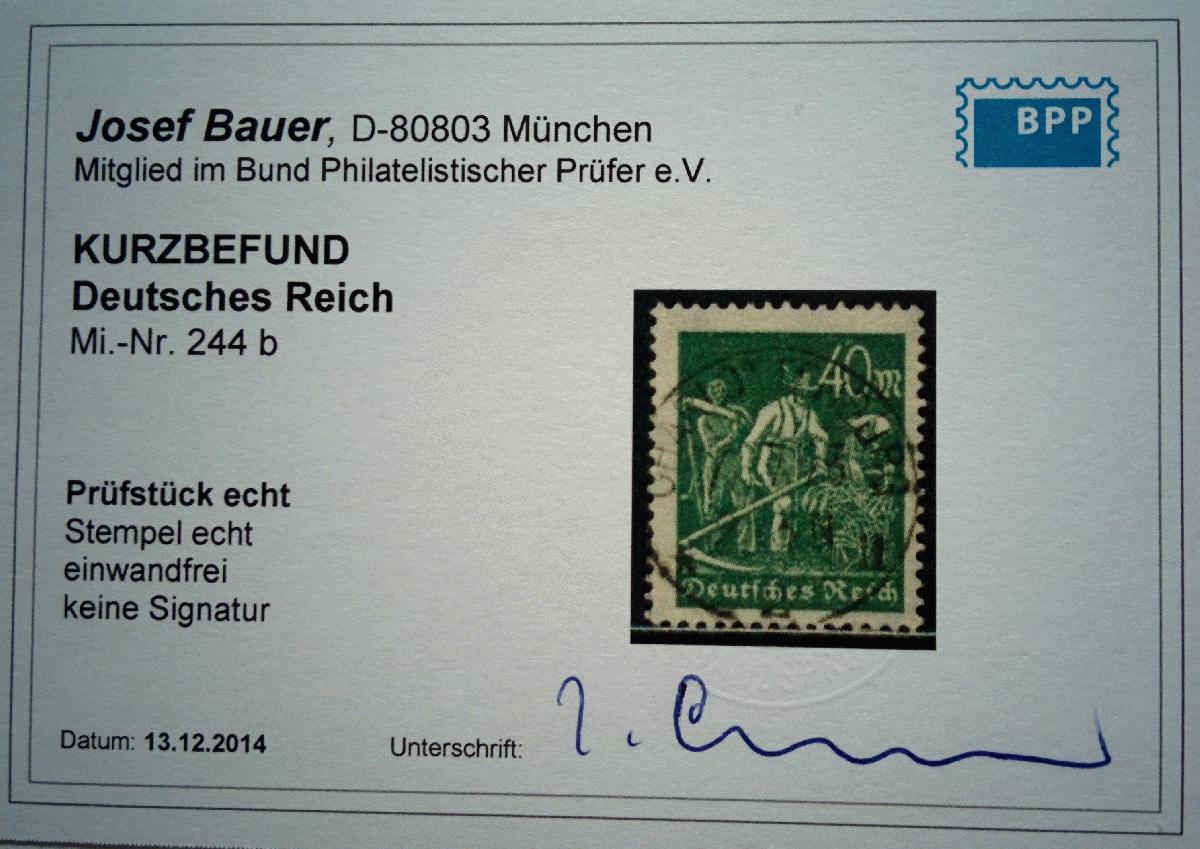 Josef Bauer, D-80803 München
BPP
Mitglied im Bund Philatelistischer Prüfer e.V.
KURZBEFUND
Deutsches Reich
Mi.-Nr. 244 b
40 m
Prüfstück echt
Stempel echt
einwandfrei
keine Signatur
Deutsches Reich
Datum: 13.12.2014
Unterschrift: